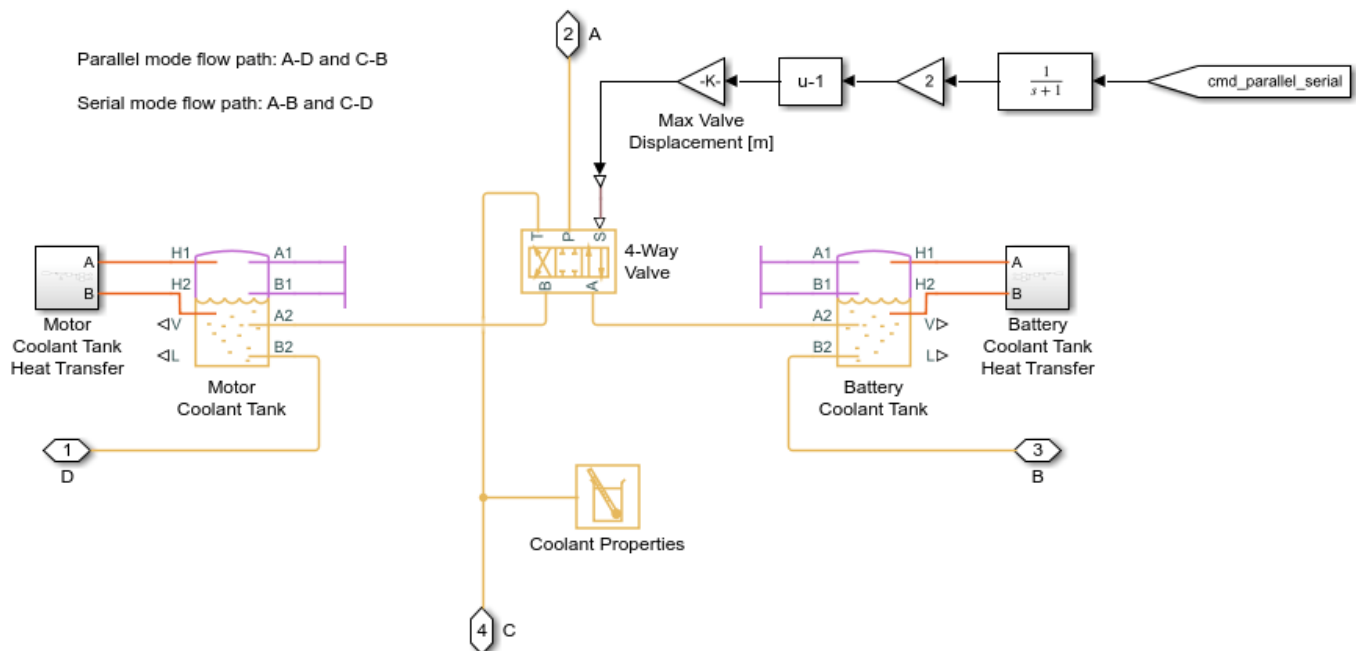 2
A
Parallel mode flow path: A-D and C-B
Serial mode flow path: A-B and C-D
-K-
u-1
2
1
s + 1
cmd_parallel_serial
Max Valve
Displacement [m]
T
P
S
4-Way
Valve
B
A
A
B
Motor
Coolant Tank
Heat Transfer
H1
H2
V
L
A1
B1
A2
B2
Motor
Coolant Tank
A1
B1
A2
B2
H1
H2
V
L
Battery
Coolant Tank
A
B
Battery
Coolant Tank
Heat Transfer
1
D
3
B
Coolant Properties
4
C